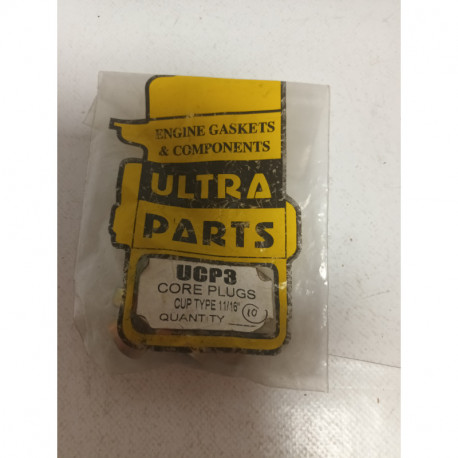 ENGINE GASKETS
& COMPONENTS
ULTRA
PARTS
UCP3
CORE PLUGS
CUP TYPE 11/16"
QUANTITY 10